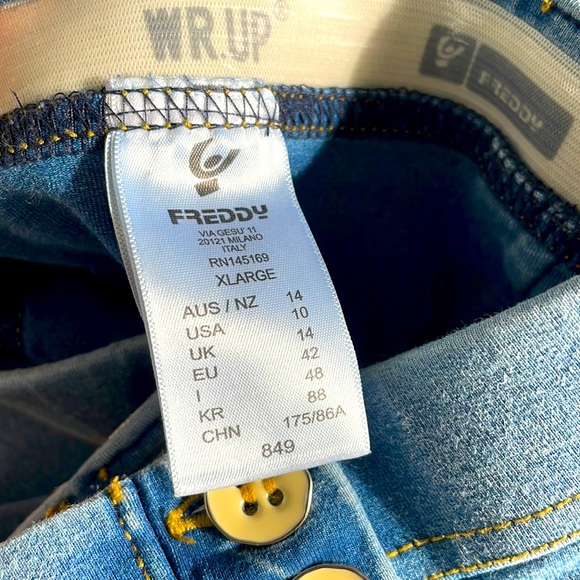 WR.UP®
FREDDY
FREDDY
VIA GESU' 11
20121 MILANO
ITALY
RN145169
XLARGE
AUS / NZ 14
USA 10
UK 14
EU 42
I 48
KR 88
CHN 175/86A
849